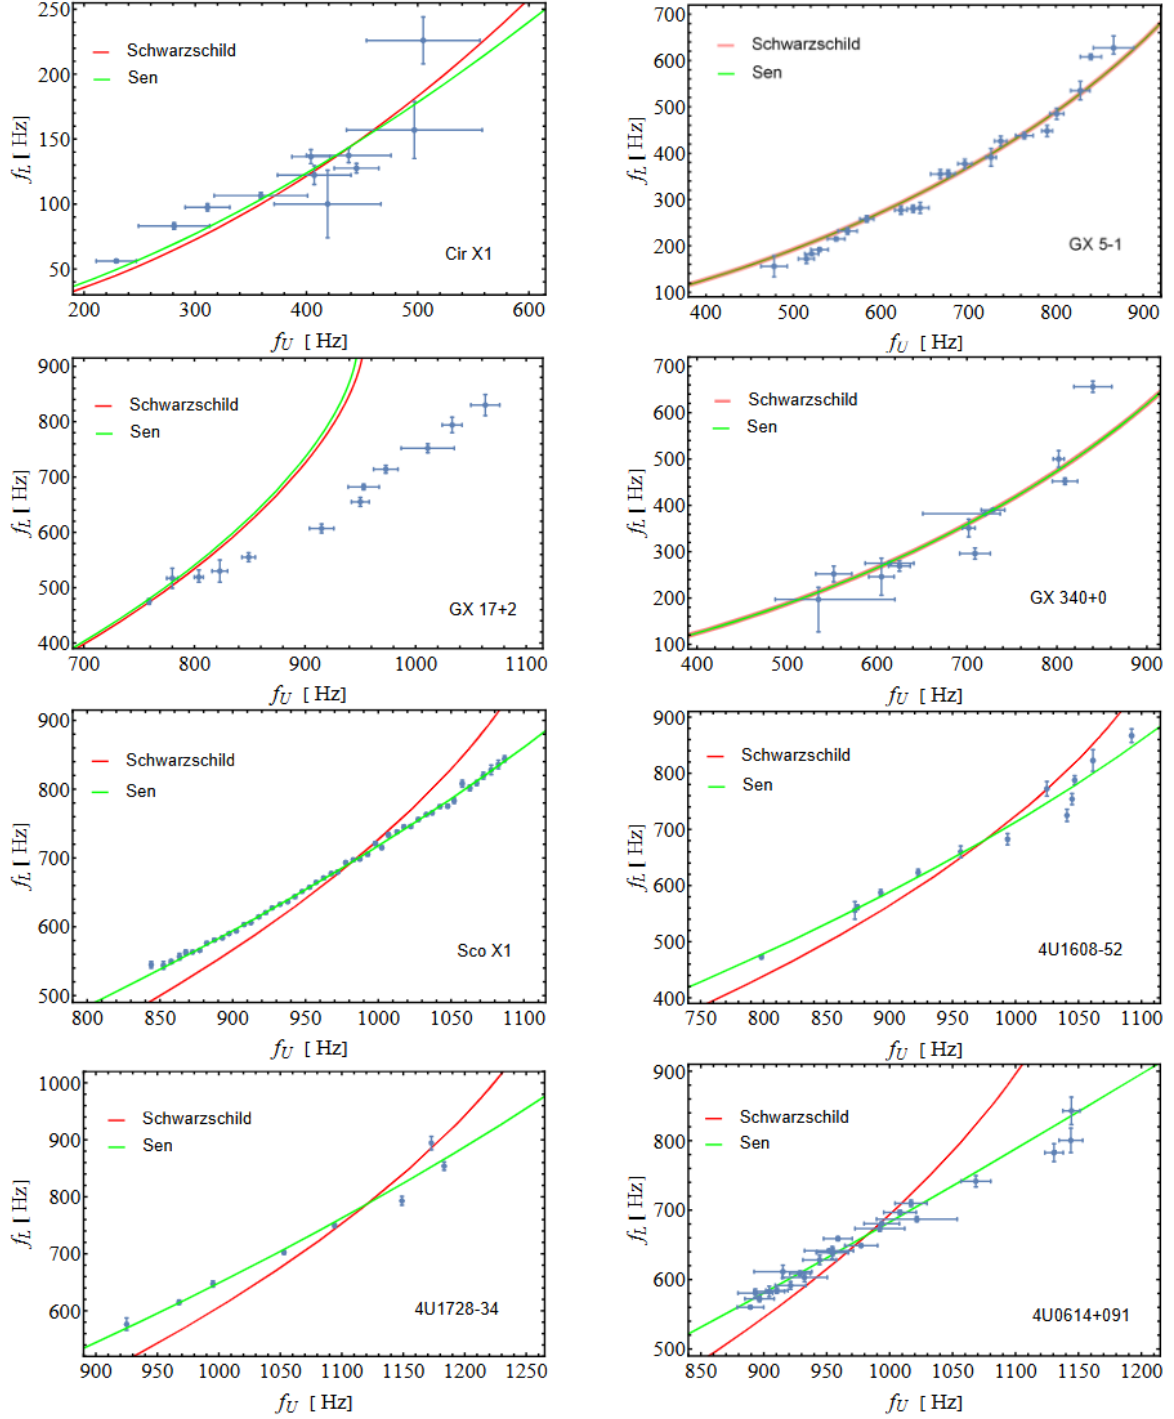 250
200
150
100
50
f_L [ Hz]
Schwarzschild
Sen
Cir X1
200 300 400 500 600
f_U [ Hz]
700
600
500
400
300
200
100
f_L [ Hz]
Schwarzschild
Sen
GX 5-1
400 500 600 700 800 900
f_U [ Hz]
900
800
700
600
500
400
f_L [ Hz]
Schwarzschild
Sen
GX 17+2
700 800 900 1000 1100
f_U [ Hz]
700
600
500
400
300
200
100
f_L [ Hz]
Schwarzschild
Sen
GX 340+0
400 500 600 700 800 900
f_U [ Hz]
900
800
700
600
500
f_L [ Hz]
Schwarzschild
Sen
Sco X1
800 850 900 950 1000 1050 1100
f_U [ Hz]
900
800
700
600
500
400
f_L [ Hz]
Schwarzschild
Sen
4U1608-52
750 800 850 900 950 1000 1050 1100
f_U [ Hz]
1000
900
800
700
600
f_L [ Hz]
Schwarzschild
Sen
4U1728-34
900 950 1000 1050 1100 1150 1200 1250
f_U [ Hz]
900
800
700
600
500
f_L [ Hz]
Schwarzschild
Sen
4U0614+091
850 900 950 1000 1050 1100 1150 1200
f_U [ Hz]